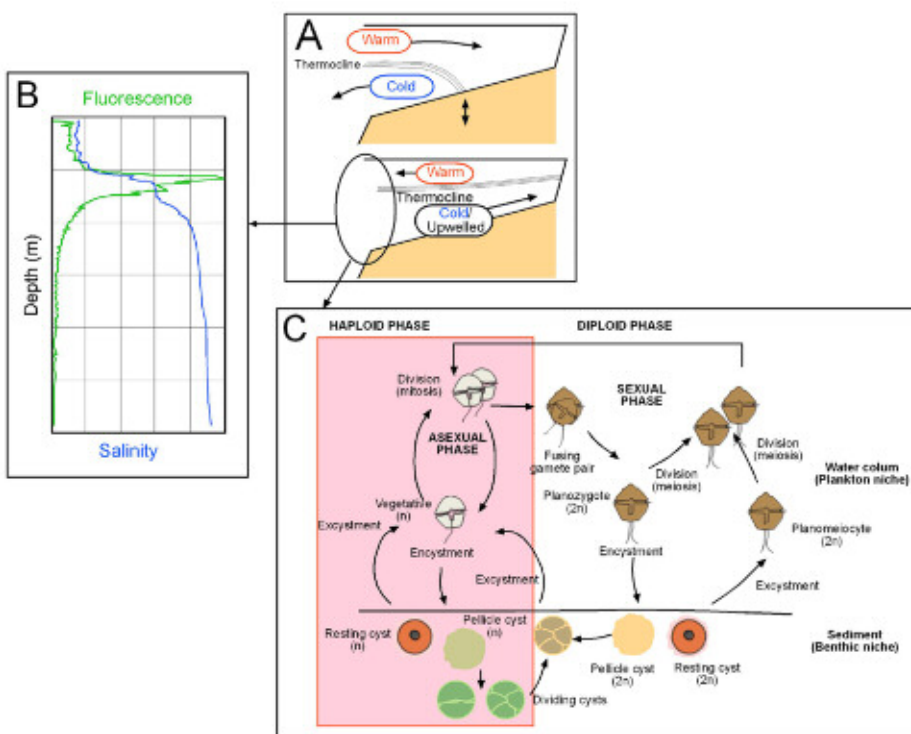 A
Warm
Thermocline
Cold
Warm
Thermocline
Cold/
Upwelled
B
Fluorescence
Depth (m)
Salinity
C
HAPLOID PHASE
DIPLOID PHASE
Division
(mitosis)
SEXUAL
PHASE
ASEXUAL
PHASE
Fusing
gamete pair
Division
(meiosis)
Division
(meiosis)
Water colum
(Plankton niche)
Vegetative
(n)
Planozygote
(2n)
Planomeiocyte
(2n)
Excystment
Encystment
Excystment
Encystment
Excystment
Resting cyst
(n)
Pellicle cyst
(n)
Sediment
(Benthic niche)
Pellicle cyst
(2n)
Resting cyst
(2n)
Dividing cysts